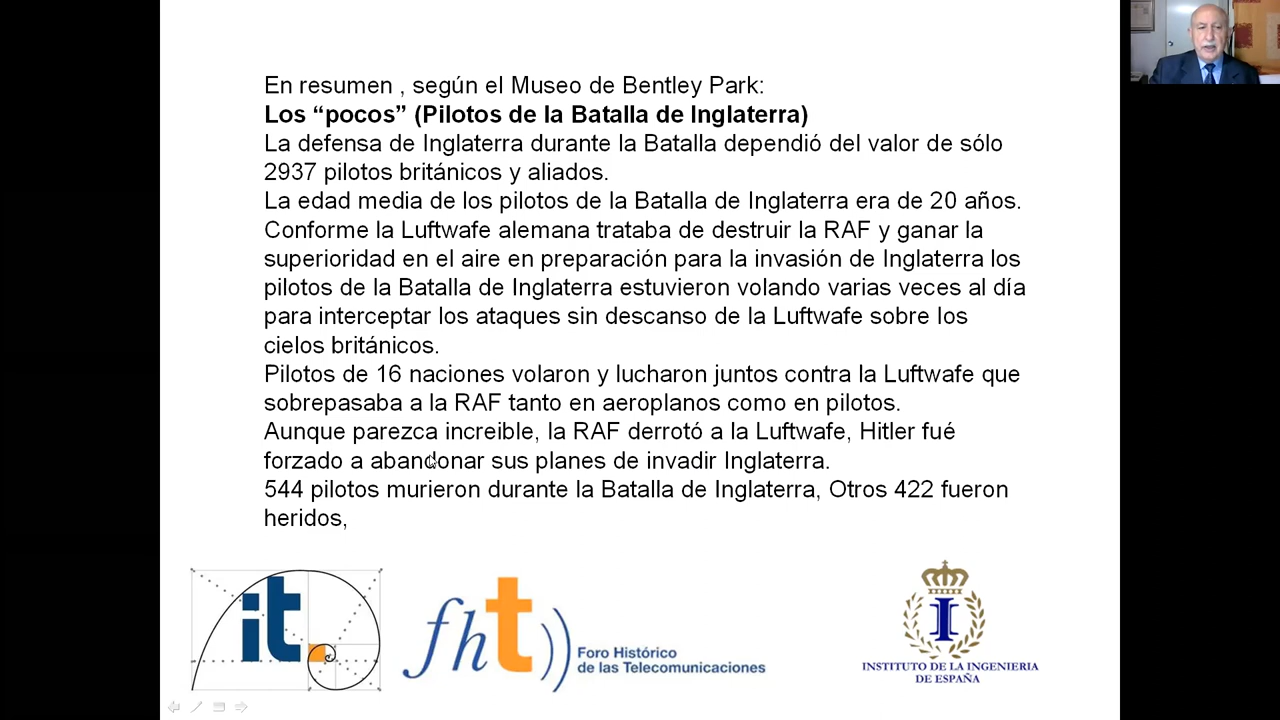 En resumen , según el Museo de Bentley Park:
Los “pocos” (Pilotos de la Batalla de Inglaterra)
La defensa de Inglaterra durante la Batalla dependió del valor de sólo
2937 pilotos británicos y aliados.
La edad media de los pilotos de la Batalla de Inglaterra era de 20 años.
Conforme la Luftwafe alemana trataba de destruir la RAF y ganar la
superioridad en el aire en preparación para la invasión de Inglaterra los
pilotos de la Batalla de Inglaterra estuvieron volando varias veces al día
para interceptar los ataques sin descanso de la Luftwafe sobre los
cielos británicos.
Pilotos de 16 naciones volaron y lucharon juntos contra la Luftwafe que
sobrepasaba a la RAF tanto en aeroplanos como en pilotos.
Aunque parezca increible, la RAF derrotó a la Luftwafe, Hitler fué
forzado a abandonar sus planes de invadir Inglaterra.
544 pilotos murieron durante la Batalla de Inglaterra, Otros 422 fueron
heridos,
it
fht
Foro Histórico
de las Telecomunicaciones
I
INSTITUTO DE LA INGENIERIA
DE ESPAÑA